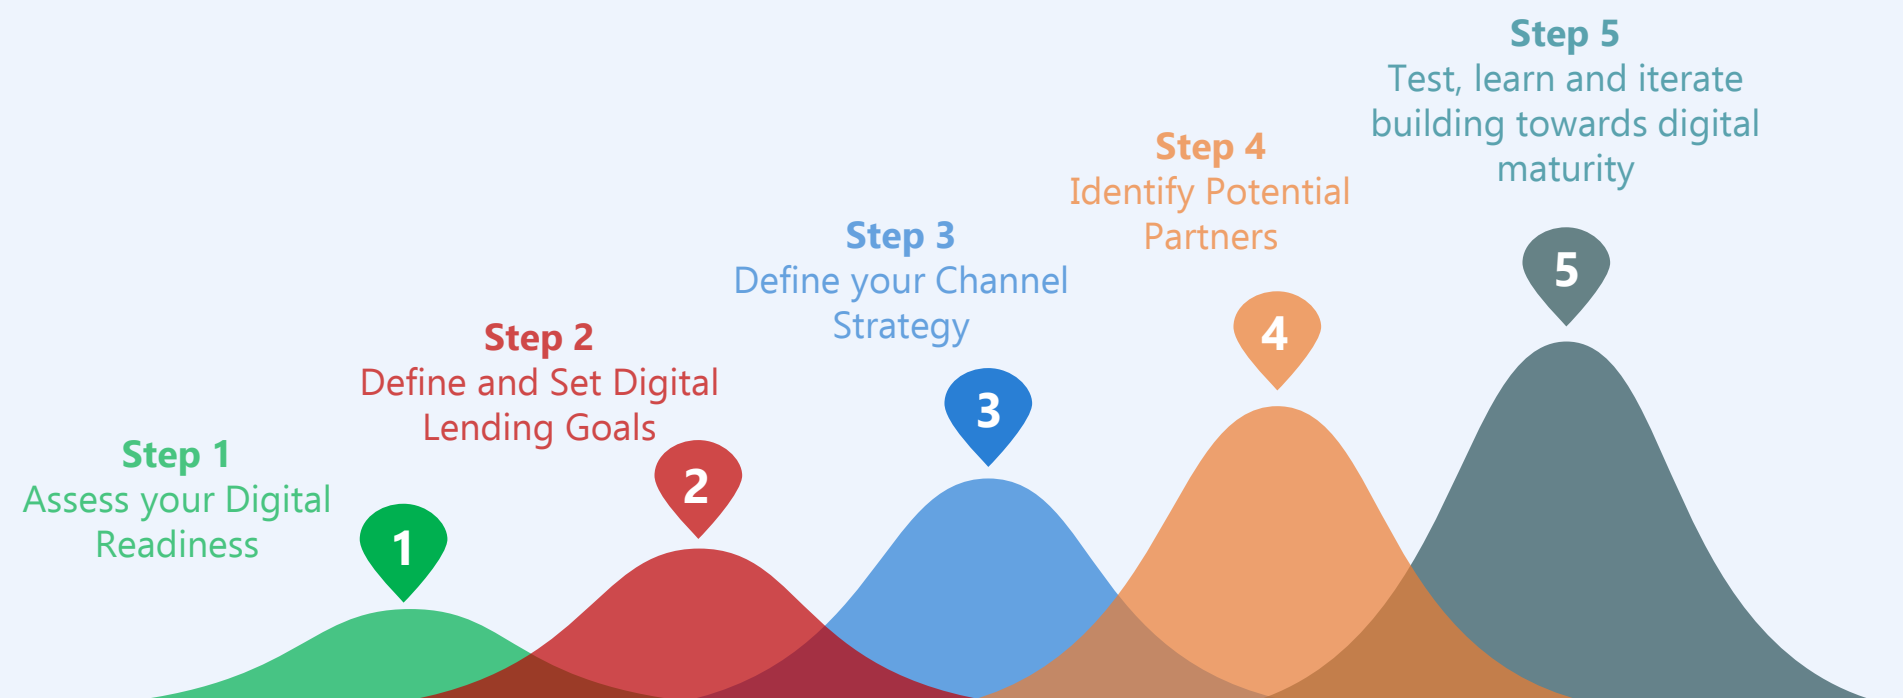 Step 1
Assess your Digital
Readiness
1
Step 2
Define and Set Digital
Lending Goals
2
Step 3
Define your Channel
Strategy
3
Step 4
Identify Potential
Partners
4
Step 5
Test, learn and iterate
building towards digital
maturity
5